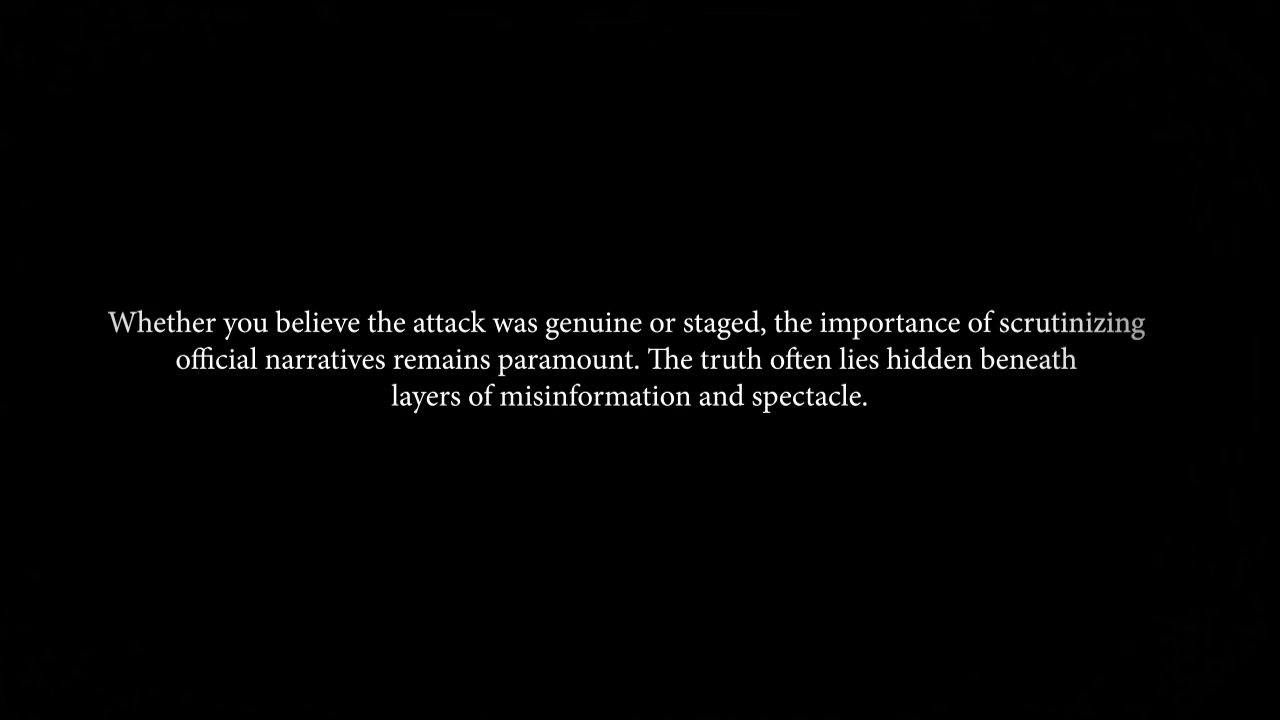 Whether you believe the attack was genuine or staged, the importance of scrutinizing
official narratives remains paramount. The truth often lies hidden beneath
layers of misinformation and spectacle.